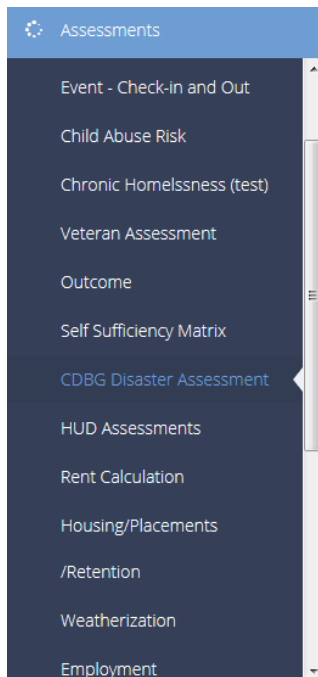 Assessments
Event - Check-in and Out
Child Abuse Risk
Chronic Homelssness (test)
Veteran Assessment
Outcome
Self Sufficiency Matrix
CDBG Disaster Assessment
HUD Assessments
Rent Calculation
Housing/Placements
/Retention
Weatherization
Employment